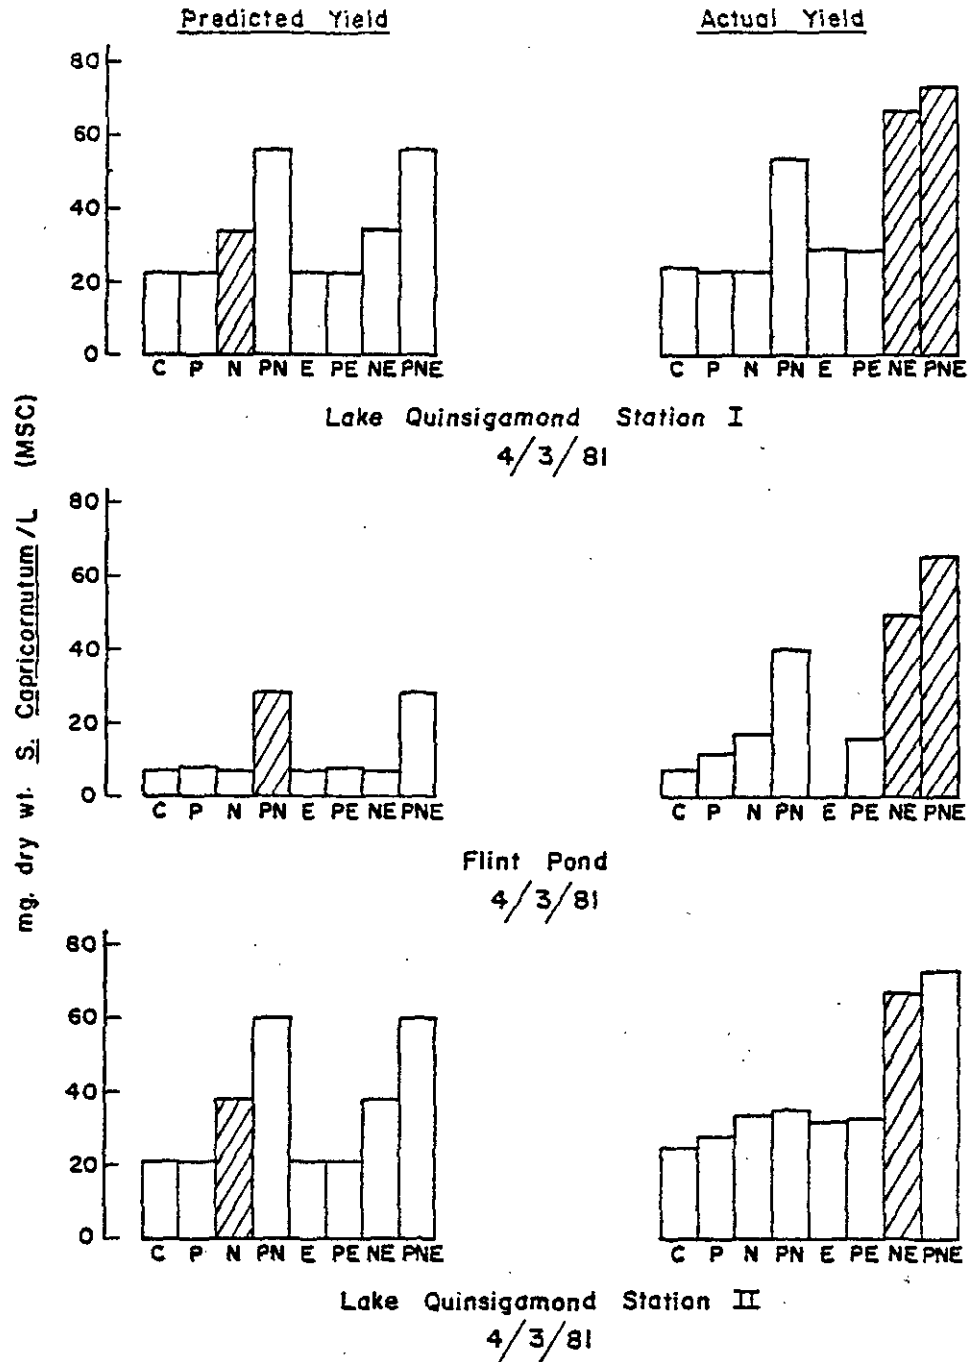 Predicted Yield
Actual Yield
mg. dry wt. S. Capricornutum/L (MSC)
80
60
40
20
0
C P N PN E PE NE PNE
C P N PN E PE NE PNE
Lake Quinsigamond Station I
4/3/81
80
60
40
20
0
C P N PN E PE NE PNE
C P N PN E PE NE PNE
Flint Pond
4/3/81
80
60
40
20
0
C P N PN E PE NE PNE
C P N PN E PE NE PNE
Lake Quinsigamond Station II
4/3/81